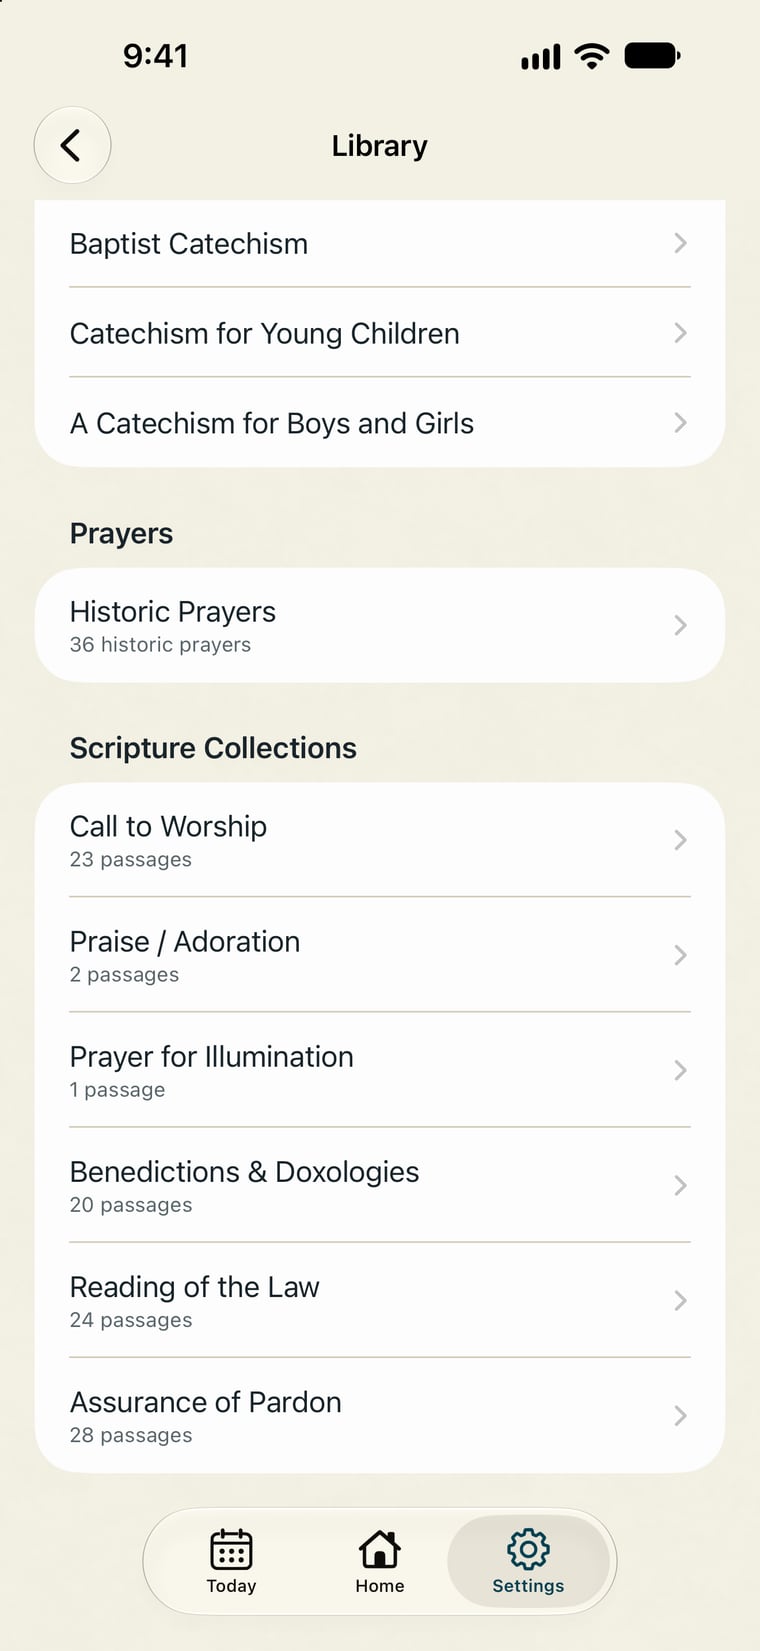 9:41
Library
Baptist Catechism
Catechism for Young Children
A Catechism for Boys and Girls
Prayers
Historic Prayers
36 historic prayers
Scripture Collections
Call to Worship
23 passages
Praise / Adoration
2 passages
Prayer for Illumination
1 passage
Benedictions & Doxologies
20 passages
Reading of the Law
24 passages
Assurance of Pardon
28 passages
Today
Home
Settings